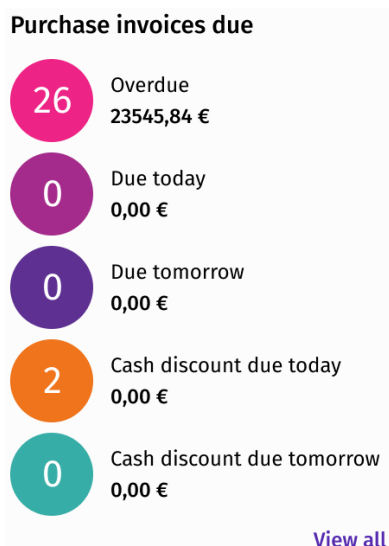 Purchase invoices due
26
Overdue
23545,84 €
0
Due today
0,00 €
0
Due tomorrow
0,00 €
2
Cash discount due today
0,00 €
0
Cash discount due tomorrow
0,00 €
View all